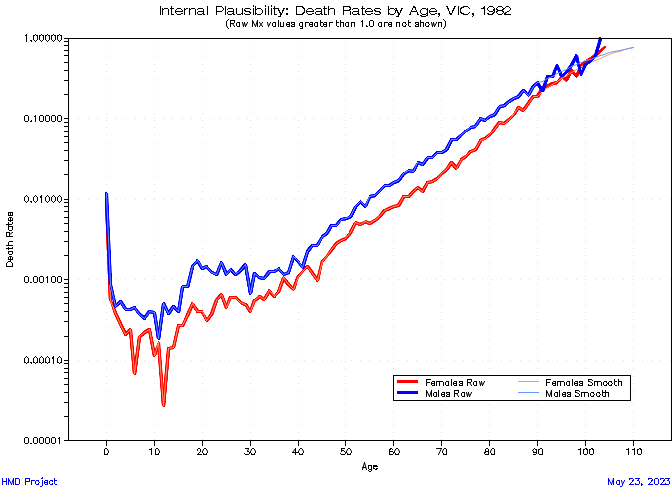 Internal Plausibility: Death Rates by Age, VIC, 1982
(Raw Mx values greater than 1.0 are not shown)
1.00000
0.10000
0.01000
0.00100
0.00010
0.00001
Death Rates
Females Raw
Females Smooth
Males Raw
Males Smooth
0 10 20 30 40 50 60 70 80 90 100 110
Age
HMD Project
May 23, 2023